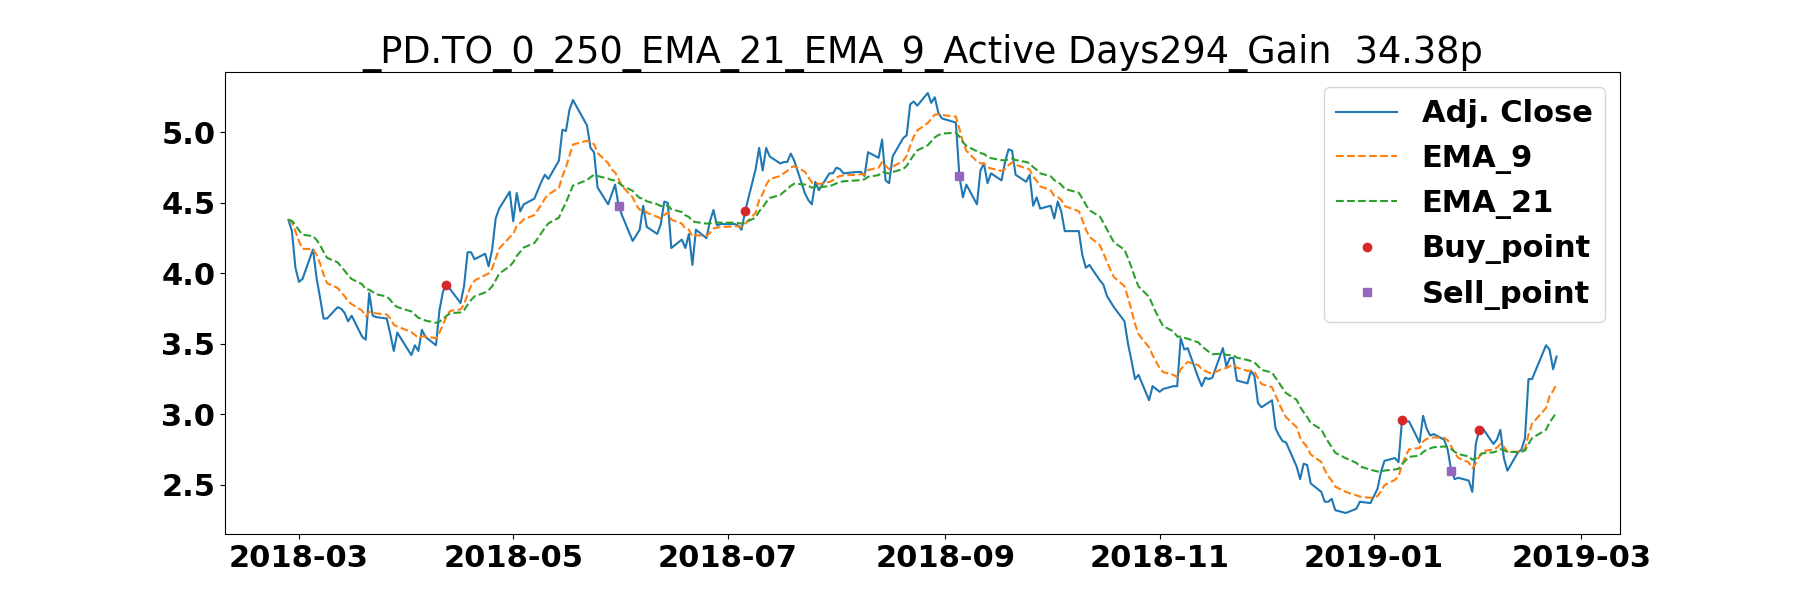 _PD.TO_0_250_EMA_21_EMA_9_Active Days294_Gain  34.38p
Adj. Close
EMA_9
EMA_21
Buy_point
Sell_point
5.0
4.5
4.0
3.5
3.0
2.5
2018-03 2018-05 2018-07 2018-09 2018-11 2019-01 2019-03